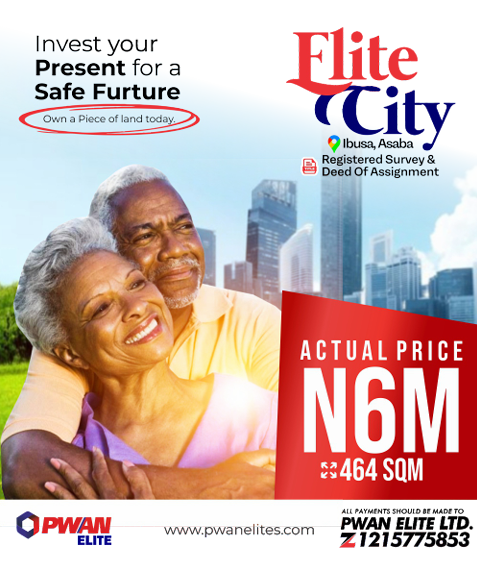 Invest your
Present for a
Safe Furture
Own a Piece of land today.
Elite
City
Ibusa, Asaba
Registered Survey &
Deed Of Assignment
ACTUAL PRICE
N6M
464 SQM
PWAN
ELITE
www.pwanelites.com
ALL PAYMENTS SHOULD BE MADE TO
PWAN ELITE LTD.
1215775853